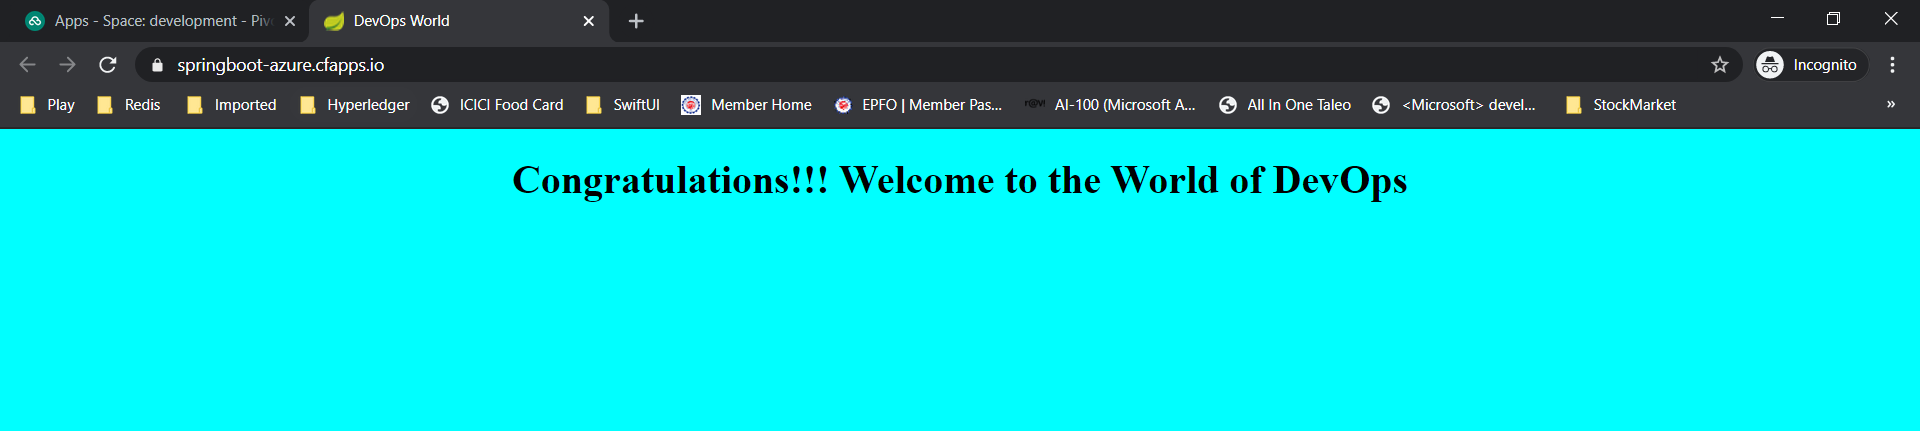 Apps - Space: development - Piv
DevOps World
springboot-azure.cfapps.io
Incognito
Play Redis Imported Hyperledger ICICI Food Card SwiftUI Member Home EPFO | Member Pas... AI-100 (Microsoft A... All In One Taleo <Microsoft> devel... StockMarket »
Congratulations!!! Welcome to the World of DevOps